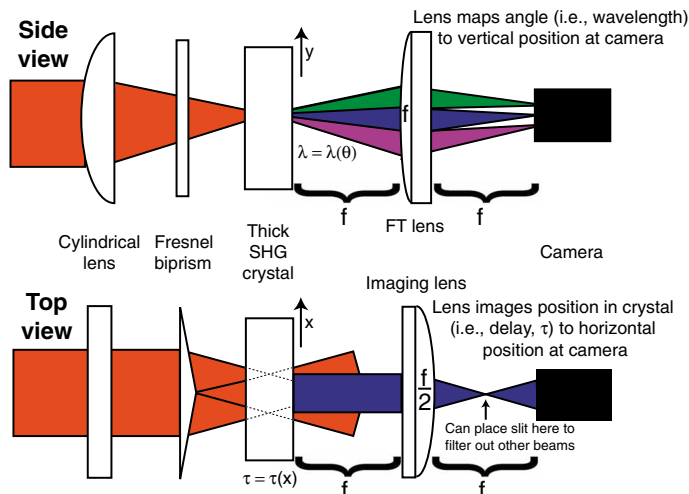 Side
view
Lens maps angle (i.e., wavelength)
to vertical position at camera
y
f
λ = λ(θ)
f
f
Cylindrical
lens
Fresnel
biprism
Thick
SHG
crystal
FT lens
Camera
Imaging lens
Top
view
x
Lens images position in crystal
(i.e., delay, τ) to horizontal
position at camera
f
2
Can place slit here to
filter out other beams
τ = τ(x)
f
f